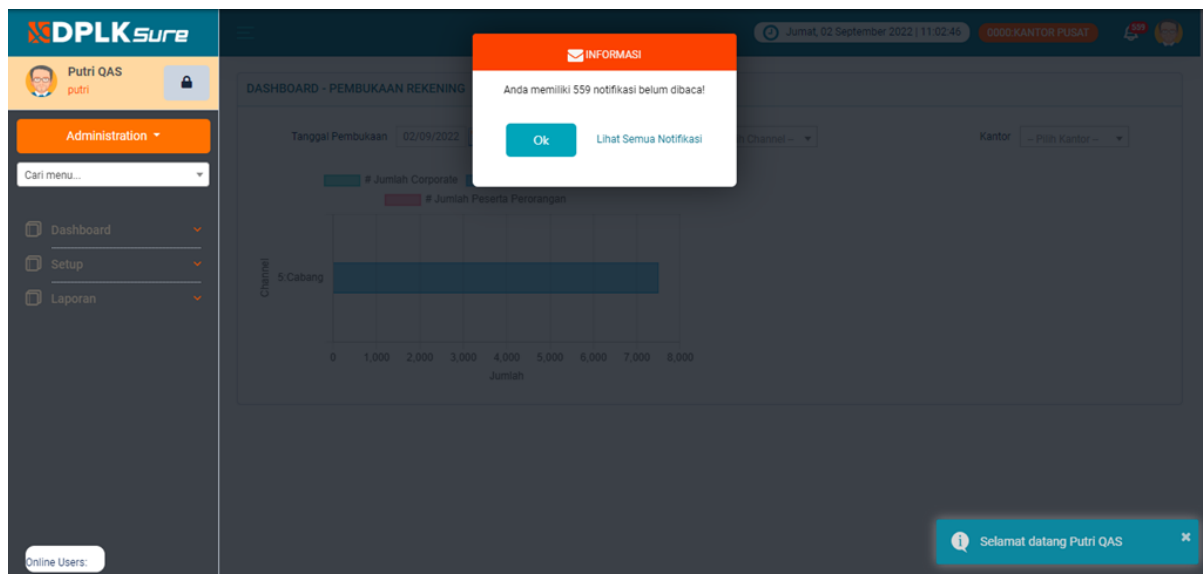 DPLKSure
Putri QAS
putri
Administration
Cari menu...
Dashboard
Setup
Laporan
Online Users:
Jumat, 02 September 2022 | 11:02:46
0000:KANTOR PUSAT
559
INFORMASI
Anda memiliki 559 notifikasi belum dibaca!
Ok
Lihat Semua Notifikasi
DASHBOARD - PEMBUKAAN REKENING
Tanggal Pembukaan 02/09/2022
Channel --
Kantor -- Pilih Kantor --
# Jumlah Corporate
# Jumlah Peserta Perorangan
Channel
5:Cabang
0 1,000 2,000 3,000 4,000 5,000 6,000 7,000 8,000
Jumlah
Selamat datang Putri QAS ×